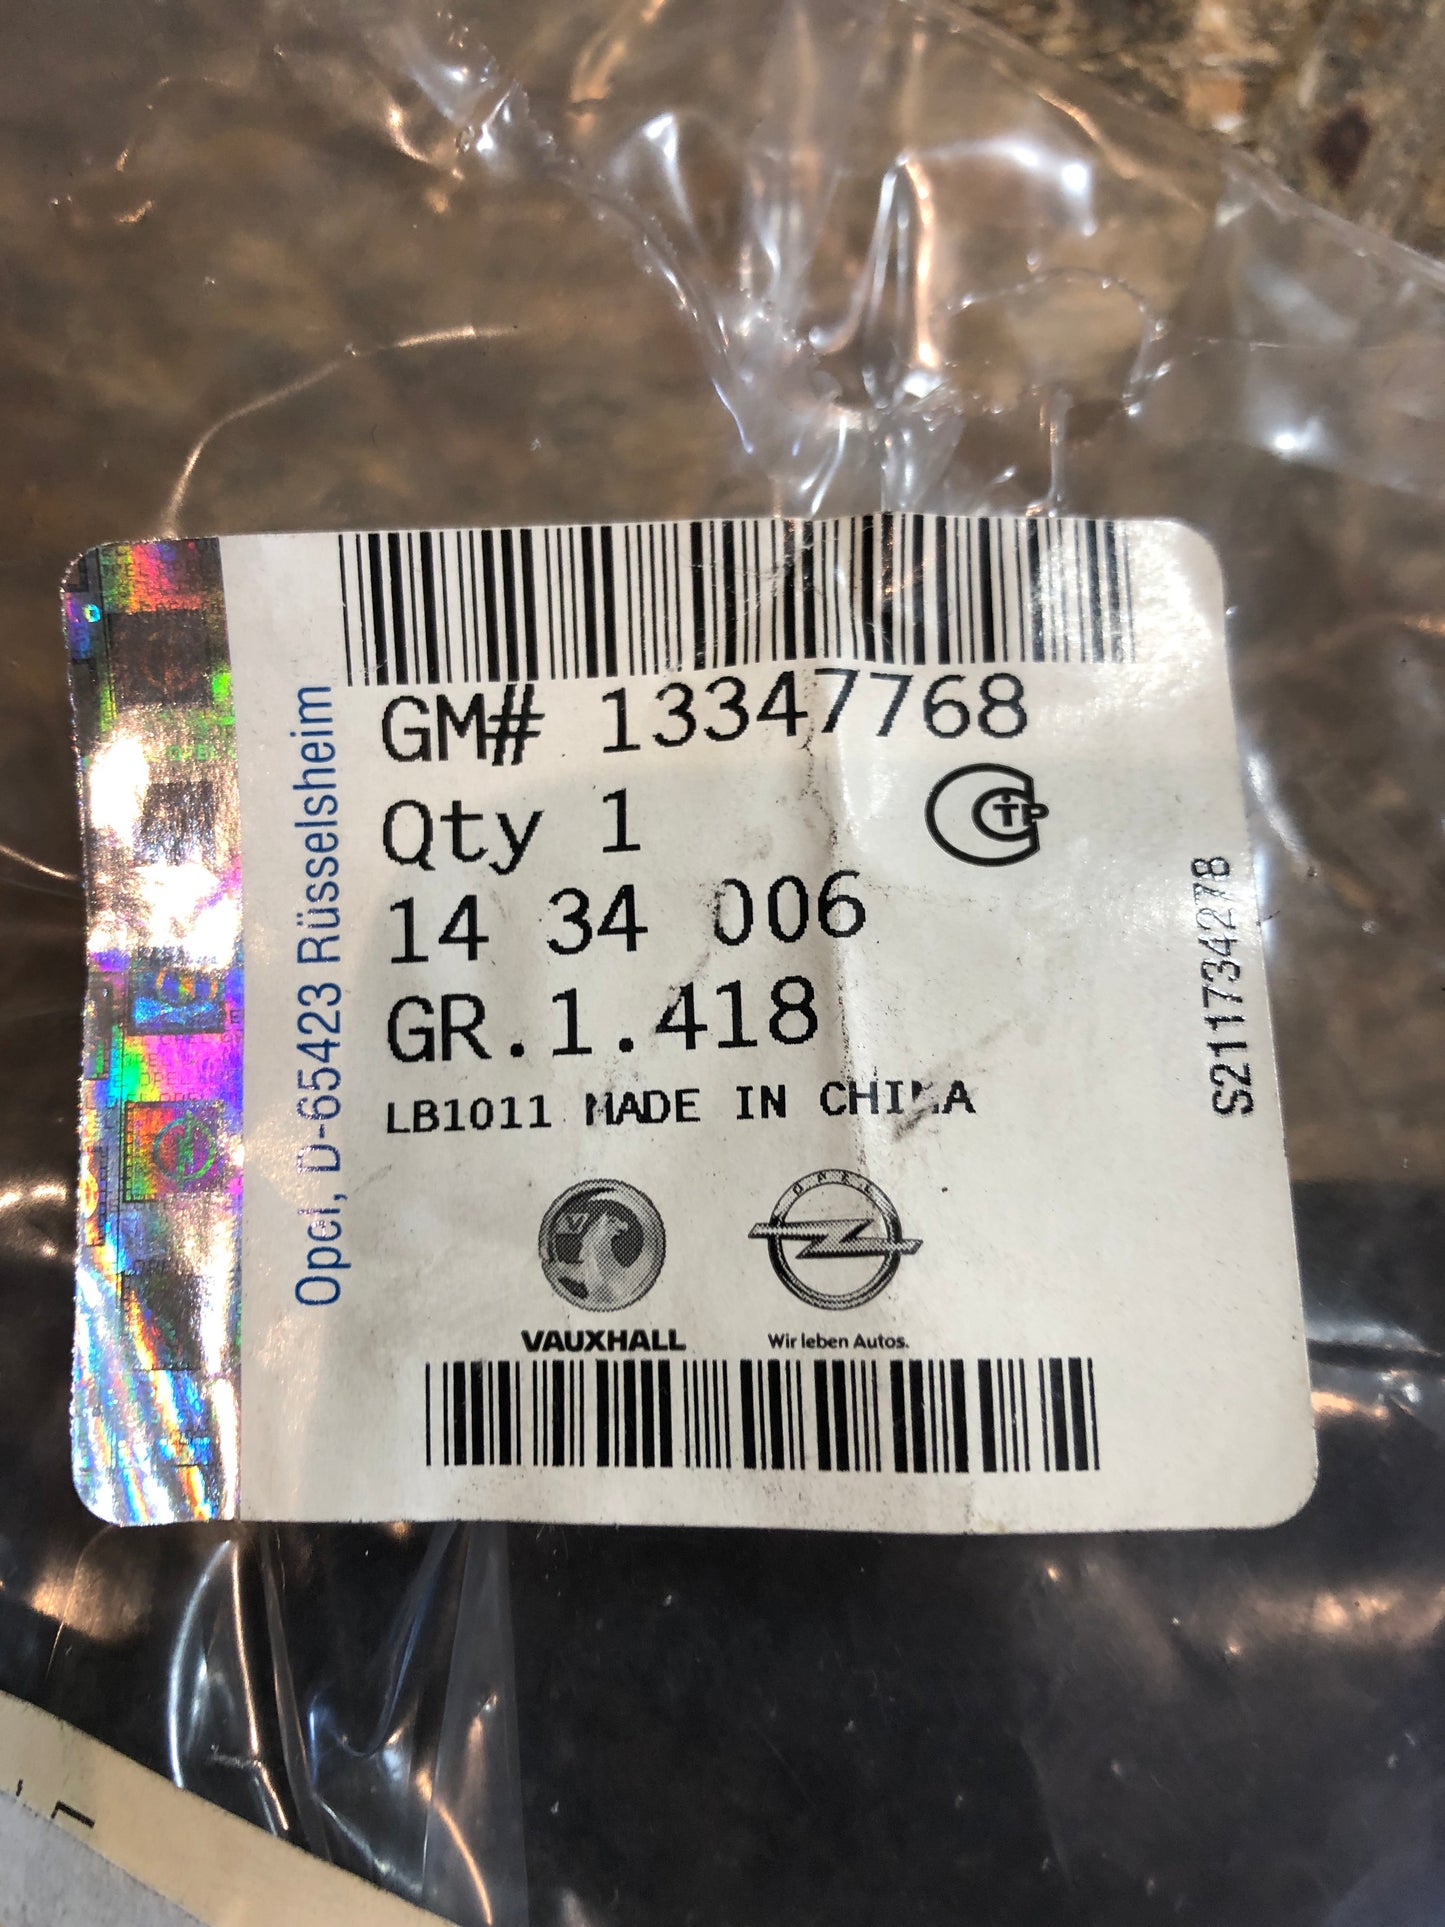 GM# 13347768
Qty 1
14 34 006
GR.1.418
LB1011 MADE IN CHINA
OPEL
VAUXHALL
Wir leben Autos.
Opel, D-65423 Rüsselsheim
S211734278